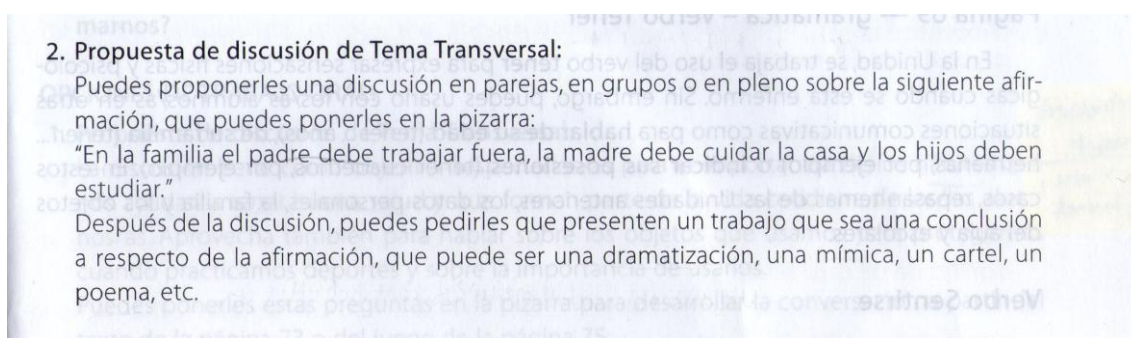 marnos?
2. Propuesta de discusión de Tema Transversal:
Puedes proponerles una discusión en parejas, en grupos o en pleno sobre la siguiente afir-
mación, que puedes ponerles en la pizarra:
“En la familia el padre debe trabajar fuera, la madre debe cuidar la casa y los hijos deben
estudiar.”
Después de la discusión, puedes pedirles que presenten un trabajo que sea una conclusión
a respecto de la afirmación, que puede ser una dramatización, una mímica, un cartel, un
poema, etc.